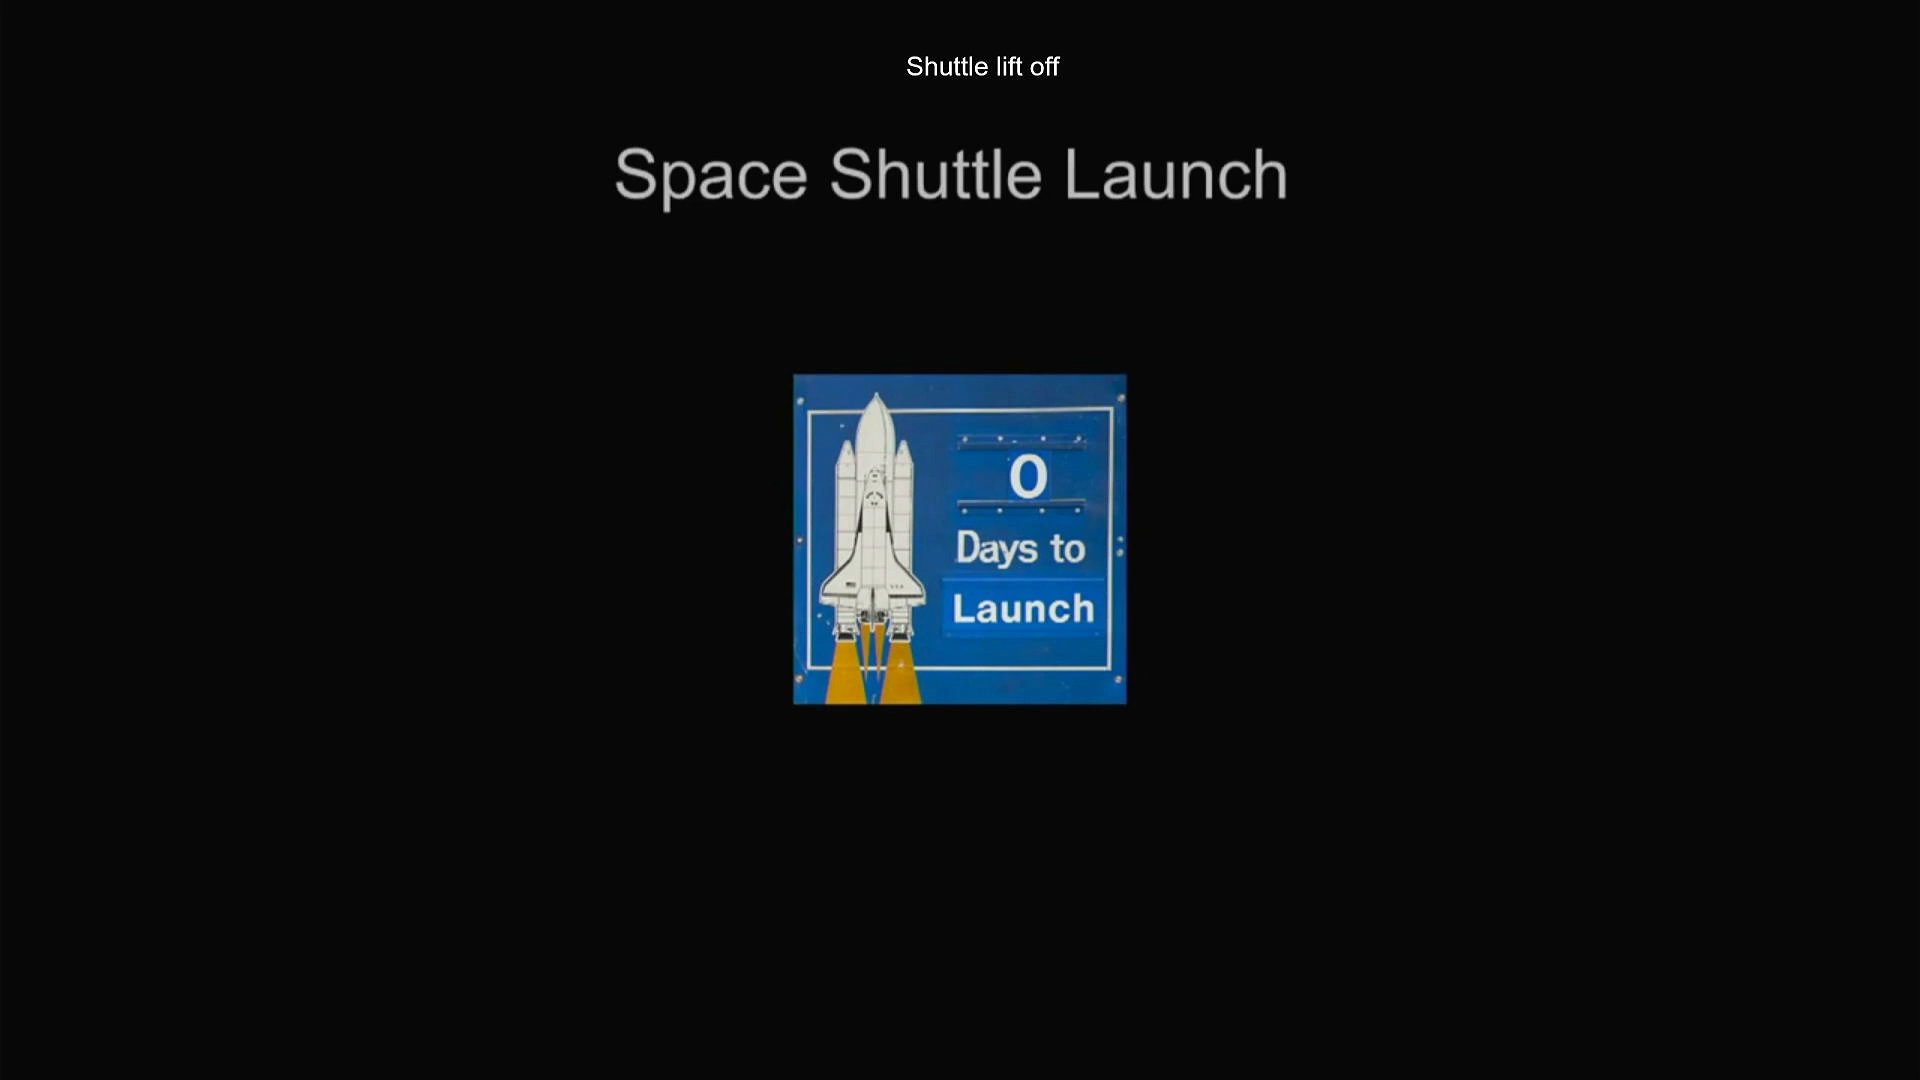 Shuttle lift off
Space Shuttle Launch
0
Days to
Launch